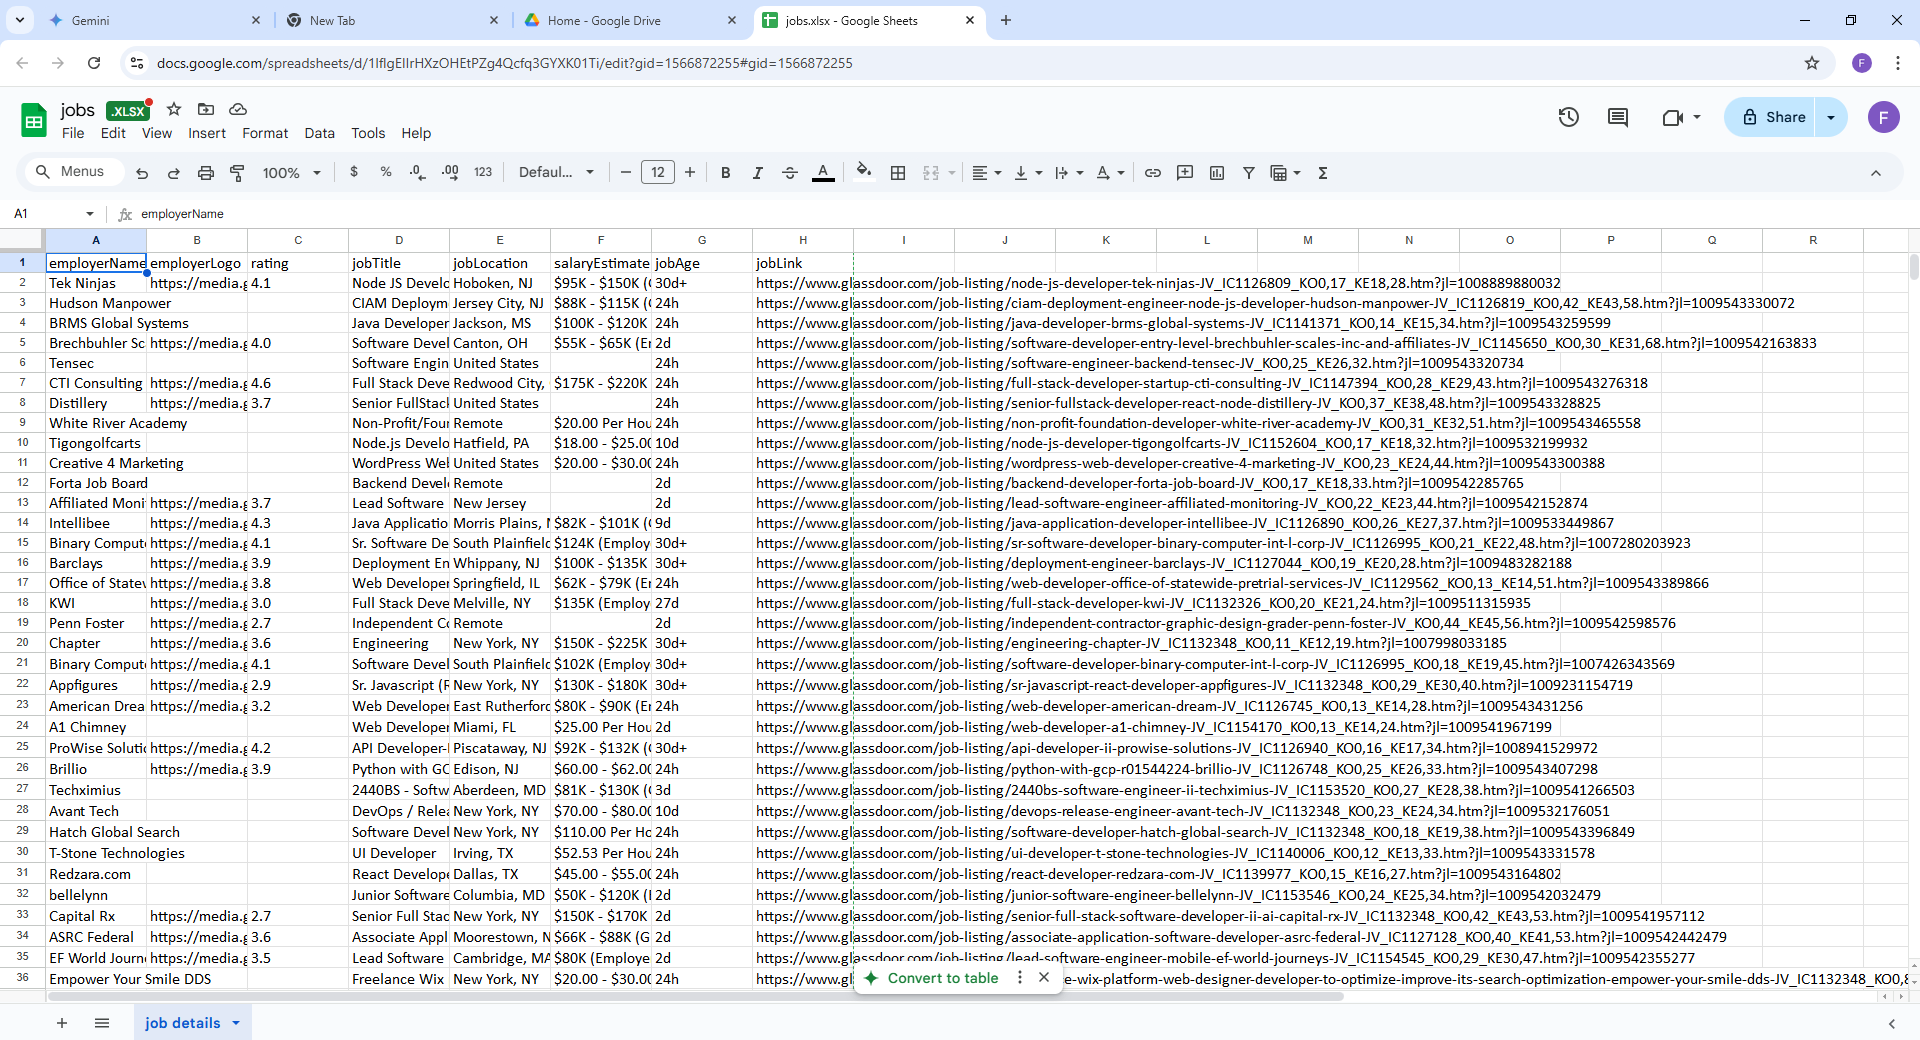 Gemini
New Tab
Home - Google Drive
jobs.xlsx - Google Sheets
docs.google.com/spreadsheets/d/1IflgEIIrHXzOHEtPZg4Qcfq3GYXK01Ti/edit?gid=1566872255#gid=1566872255
F
jobs .XLSX
File Edit View Insert Format Data Tools Help
Share
F
Menus 100% $ % .0 .00 123 Defaul... 12 B I A
A1 employerName
A B C D E F G H I J K L M N O P Q R
1 employerName employerLogo rating jobTitle jobLocation salaryEstimate jobAge jobLink
2 Tek Ninjas https://media.g 4.1 Node JS Develo Hoboken, NJ $95K - $150K (G 30d+ https://www.glassdoor.com/job-listing/node-js-developer-tek-ninjas-JV_IC1126809_KO0,17_KE18,28.htm?jl=1008889880032
3 Hudson Manpower CIAM Deploym Jersey City, NJ $88K - $115K (G 24h https://www.glassdoor.com/job-listing/ciam-deployment-engineer-node-js-developer-hudson-manpower-JV_IC1126819_KO0,42_KE43,58.htm?jl=1009543330072
4 BRMS Global Systems Java Developer Jackson, MS $100K - $120K 24h https://www.glassdoor.com/job-listing/java-developer-brms-global-systems-JV_IC1141371_KO0,14_KE15,34.htm?jl=1009543259599
5 Brechbuhler Sc https://media.g 4.0 Software Devel Canton, OH $55K - $65K (En 2d https://www.glassdoor.com/job-listing/software-developer-entry-level-brechbuhler-scales-inc-and-affiliates-JV_IC1145650_KO0,30_KE31,68.htm?jl=1009542163833
6 Tensec Software Engin United States 24h https://www.glassdoor.com/job-listing/software-engineer-backend-tensec-JV_KO0,25_KE26,32.htm?jl=1009543320734
7 CTI Consulting https://media.g 4.6 Full Stack Deve Redwood City, $175K - $220K 24h https://www.glassdoor.com/job-listing/full-stack-developer-startup-cti-consulting-JV_IC1147394_KO0,28_KE29,43.htm?jl=1009543276318
8 Distillery https://media.g 3.7 Senior FullStack United States 24h https://www.glassdoor.com/job-listing/senior-fullstack-developer-react-node-distillery-JV_KO0,37_KE38,48.htm?jl=1009543328825
9 White River Academy Non-Profit/Foun Remote $20.00 Per Hou 24h https://www.glassdoor.com/job-listing/non-profit-foundation-developer-white-river-academy-JV_KO0,31_KE32,51.htm?jl=1009543465558
10 Tigongolfcarts Node.js Develo Hatfield, PA $18.00 - $25.00 10d https://www.glassdoor.com/job-listing/node-js-developer-tigongolfcarts-JV_IC1152604_KO0,17_KE18,32.htm?jl=1009532199932
11 Creative 4 Marketing WordPress Wel United States $20.00 - $30.00 24h https://www.glassdoor.com/job-listing/wordpress-web-developer-creative-4-marketing-JV_KO0,23_KE24,44.htm?jl=1009543300388
12 Forta Job Board Backend Devel Remote 2d https://www.glassdoor.com/job-listing/backend-developer-forta-job-board-JV_KO0,17_KE18,33.htm?jl=1009542285765
13 Affiliated Moni https://media.g 3.7 Lead Software New Jersey 2d https://www.glassdoor.com/job-listing/lead-software-engineer-affiliated-monitoring-JV_KO0,22_KE23,44.htm?jl=1009542152874
14 Intellibee https://media.g 4.3 Java Applicatio Morris Plains, N $82K - $101K (G 9d https://www.glassdoor.com/job-listing/java-application-developer-intellibee-JV_IC1126890_KO0,26_KE27,37.htm?jl=1009533449867
15 Binary Compute https://media.g 4.1 Sr. Software De South Plainfield $124K (Employ 30d+ https://www.glassdoor.com/job-listing/sr-software-developer-binary-computer-int-l-corp-JV_IC1126995_KO0,21_KE22,48.htm?jl=1007280203923
16 Barclays https://media.g 3.9 Deployment En Whippany, NJ $100K - $135K 30d+ https://www.glassdoor.com/job-listing/deployment-engineer-barclays-JV_IC1127044_KO0,19_KE20,28.htm?jl=1009483282188
17 Office of Statew https://media.g 3.8 Web Developer Springfield, IL $62K - $79K (En 24h https://www.glassdoor.com/job-listing/web-developer-office-of-statewide-pretrial-services-JV_IC1129562_KO0,13_KE14,51.htm?jl=1009543389866
18 KWI https://media.g 3.0 Full Stack Deve Melville, NY $135K (Employ 27d https://www.glassdoor.com/job-listing/full-stack-developer-kwi-JV_IC1132326_KO0,20_KE21,24.htm?jl=1009511315935
19 Penn Foster https://media.g 2.7 Independent Co Remote 2d https://www.glassdoor.com/job-listing/independent-contractor-graphic-design-grader-penn-foster-JV_KO0,44_KE45,56.htm?jl=1009542598576
20 Chapter https://media.g 3.6 Engineering New York, NY $150K - $225K 30d+ https://www.glassdoor.com/job-listing/engineering-chapter-JV_IC1132348_KO0,11_KE12,19.htm?jl=1007998033185
21 Binary Compute https://media.g 4.1 Software Devel South Plainfield $102K (Employ 30d+ https://www.glassdoor.com/job-listing/software-developer-binary-computer-int-l-corp-JV_IC1126995_KO0,18_KE19,45.htm?jl=1007426343569
22 Appfigures https://media.g 2.9 Sr. Javascript (R New York, NY $130K - $180K 30d+ https://www.glassdoor.com/job-listing/sr-javascript-react-developer-appfigures-JV_IC1132348_KO0,29_KE30,40.htm?jl=1009231154719
23 American Drea https://media.g 3.2 Web Developer East Rutherford $80K - $90K (En 24h https://www.glassdoor.com/job-listing/web-developer-american-dream-JV_IC1126745_KO0,13_KE14,28.htm?jl=1009543431256
24 A1 Chimney Web Developer Miami, FL $25.00 Per Hou 2d https://www.glassdoor.com/job-listing/web-developer-a1-chimney-JV_IC1154170_KO0,13_KE14,24.htm?jl=1009541967199
25 ProWise Solutio https://media.g 4.2 API Developer-I Piscataway, NJ $92K - $132K (G 30d+ https://www.glassdoor.com/job-listing/api-developer-ii-prowise-solutions-JV_IC1126940_KO0,16_KE17,34.htm?jl=1008941529972
26 Brillio https://media.g 3.9 Python with GC Edison, NJ $60.00 - $62.00 24h https://www.glassdoor.com/job-listing/python-with-gcp-r01544224-brillio-JV_IC1126748_KO0,25_KE26,33.htm?jl=1009543407298
27 Techximius 2440BS - Softw Aberdeen, MD $81K - $130K (G 3d https://www.glassdoor.com/job-listing/2440bs-software-engineer-ii-techximius-JV_IC1153520_KO0,27_KE28,38.htm?jl=1009541266503
28 Avant Tech DevOps / Relea New York, NY $70.00 - $80.00 10d https://www.glassdoor.com/job-listing/devops-release-engineer-avant-tech-JV_IC1132348_KO0,23_KE24,34.htm?jl=1009532176051
29 Hatch Global Search Software Devel New York, NY $110.00 Per Ho 24h https://www.glassdoor.com/job-listing/software-developer-hatch-global-search-JV_IC1132348_KO0,18_KE19,38.htm?jl=1009543396849
30 T-Stone Technologies UI Developer Irving, TX $52.53 Per Hou 24h https://www.glassdoor.com/job-listing/ui-developer-t-stone-technologies-JV_IC1140006_KO0,12_KE13,33.htm?jl=1009543331578
31 Redzara.com React Develope Dallas, TX $45.00 - $55.00 24h https://www.glassdoor.com/job-listing/react-developer-redzara-com-JV_IC1139977_KO0,15_KE16,27.htm?jl=1009543164802
32 bellelynn Junior Software Columbia, MD $50K - $120K (E 2d https://www.glassdoor.com/job-listing/junior-software-engineer-bellelynn-JV_IC1153546_KO0,24_KE25,34.htm?jl=1009542032479
33 Capital Rx https://media.g 2.7 Senior Full Stac New York, NY $150K - $170K 2d https://www.glassdoor.com/job-listing/senior-full-stack-software-developer-ii-ai-capital-rx-JV_IC1132348_KO0,42_KE43,53.htm?jl=1009541957112
34 ASRC Federal https://media.g 3.6 Associate Appl Moorestown, N $66K - $88K (G 2d https://www.glassdoor.com/job-listing/associate-application-software-developer-asrc-federal-JV_IC1127128_KO0,40_KE41,53.htm?jl=1009542442479
35 EF World Journ https://media.g 3.5 Lead Software Cambridge, MA $80K (Employe 2d https://www.glassdoor.com/job-listing/lead-software-engineer-mobile-ef-world-journeys-JV_IC1154545_KO0,29_KE30,47.htm?jl=1009542355277
36 Empower Your Smile DDS Freelance Wix New York, NY $20.00 - $30.00 24h https://www.gl e-wix-platform-web-designer-developer-to-optimize-improve-its-search-optimization-empower-your-smile-dds-JV_IC1132348_KO0,8
Convert to table
job details